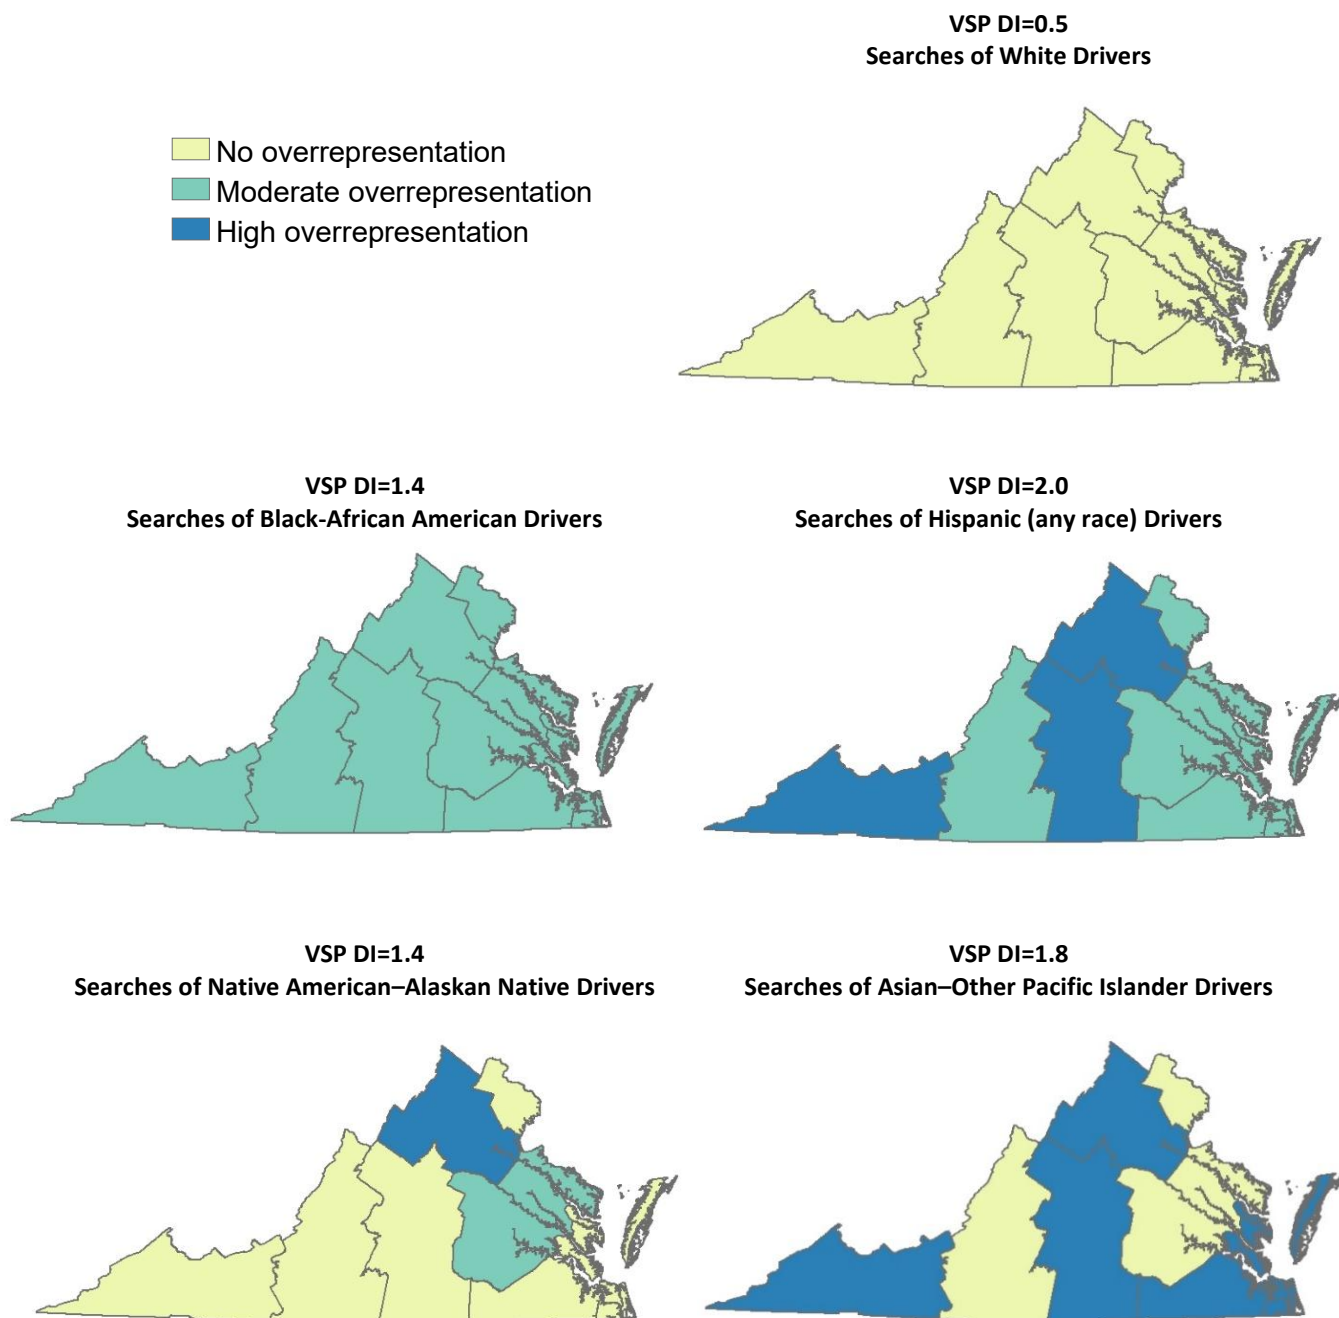 VSP DI=0.5
Searches of White Drivers
No overrepresentation
Moderate overrepresentation
High overrepresentation
VSP DI=1.4
Searches of Black-African American Drivers
VSP DI=2.0
Searches of Hispanic (any race) Drivers
VSP DI=1.4
Searches of Native American–Alaskan Native Drivers
VSP DI=1.8
Searches of Asian–Other Pacific Islander Drivers